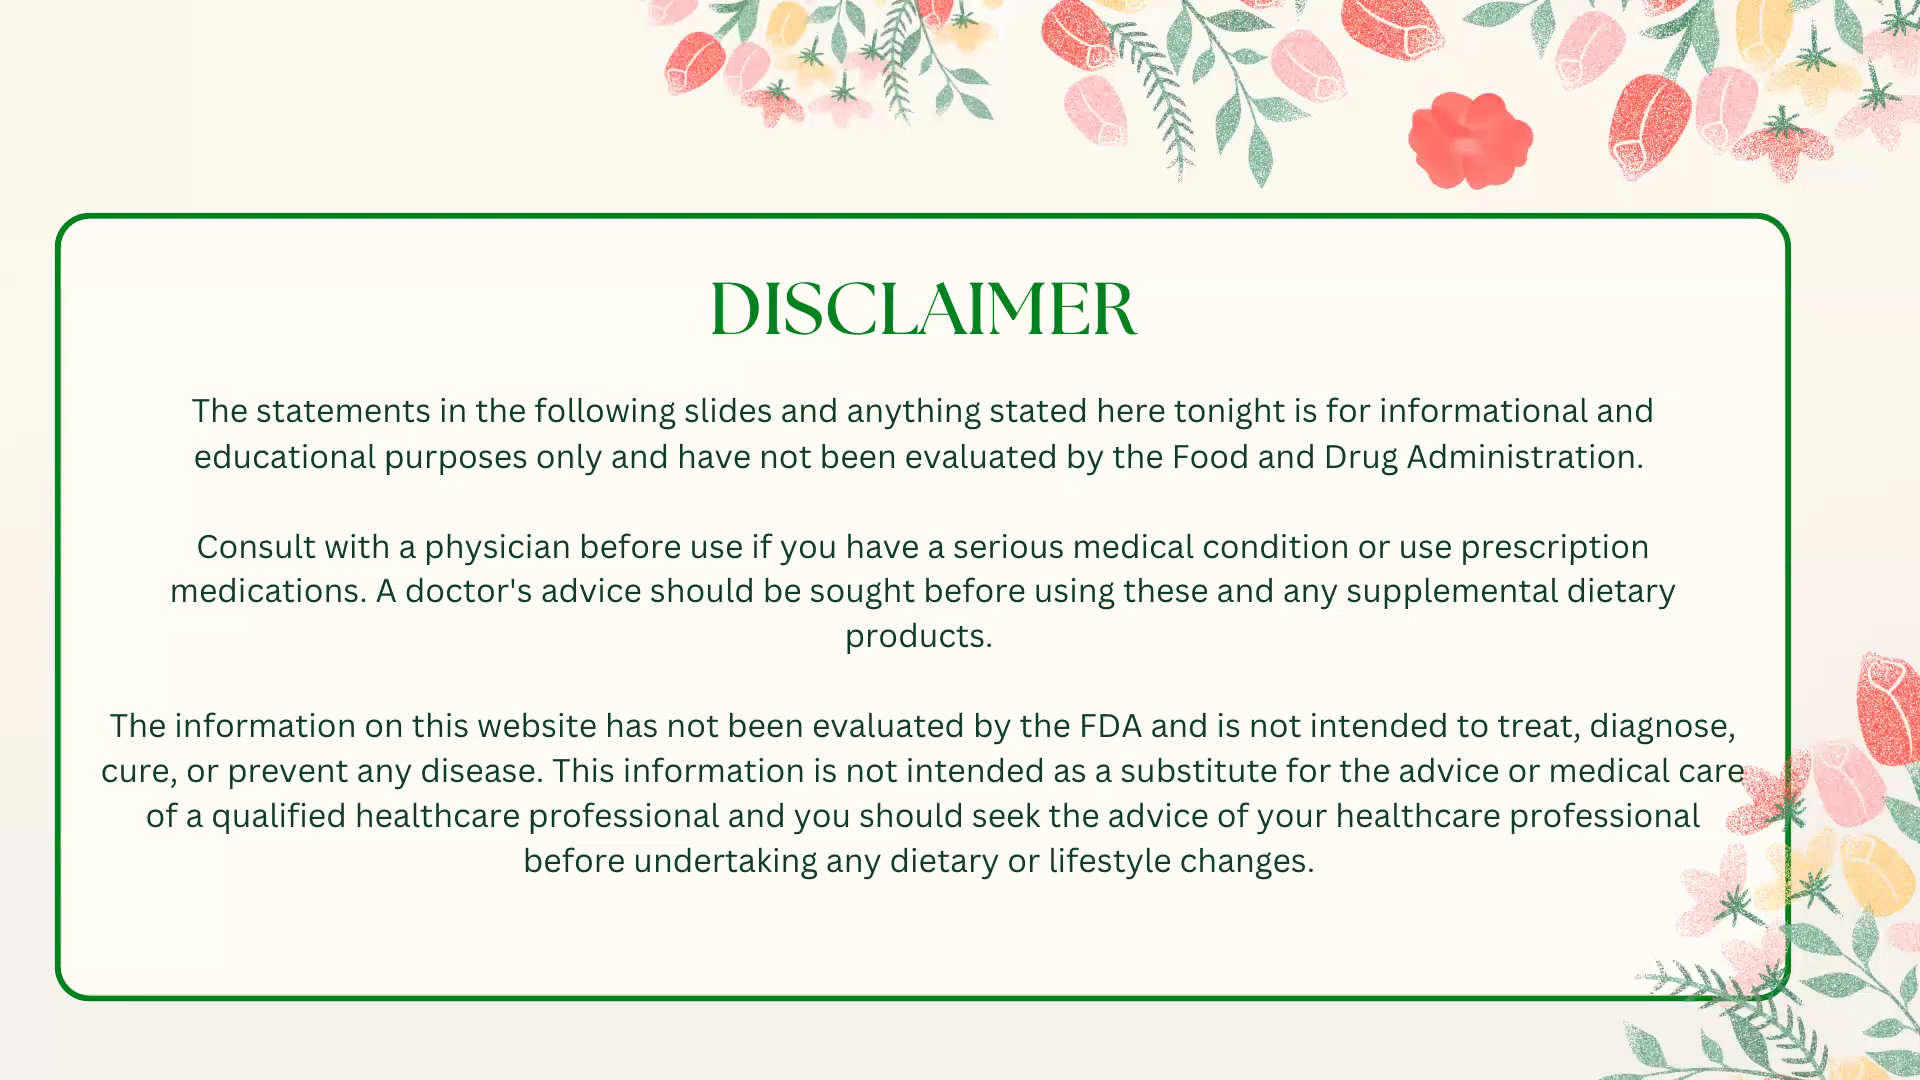 DISCLAIMER
The statements in the following slides and anything stated here tonight is for informational and
educational purposes only and have not been evaluated by the Food and Drug Administration.
Consult with a physician before use if you have a serious medical condition or use prescription
medications. A doctor's advice should be sought before using these and any supplemental dietary
products.
The information on this website has not been evaluated by the FDA and is not intended to treat, diagnose,
cure, or prevent any disease. This information is not intended as a substitute for the advice or medical care
of a qualified healthcare professional and you should seek the advice of your healthcare professional
before undertaking any dietary or lifestyle changes.